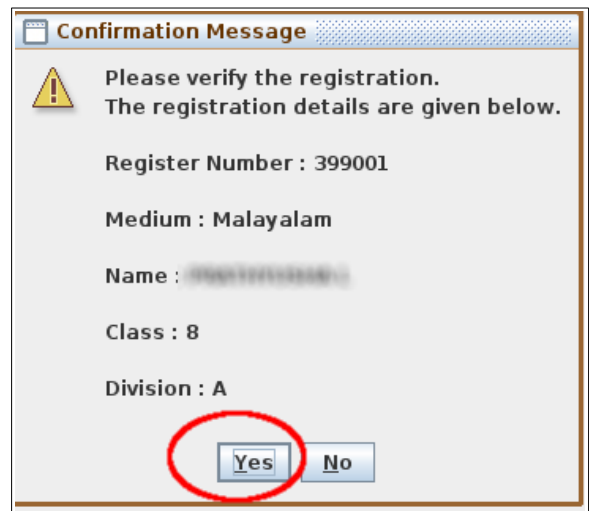 Confirmation Message
Please verify the registration.
The registration details are given below.
Register Number : 399001
Medium : Malayalam
Name :
Class : 8
Division : A
Yes No